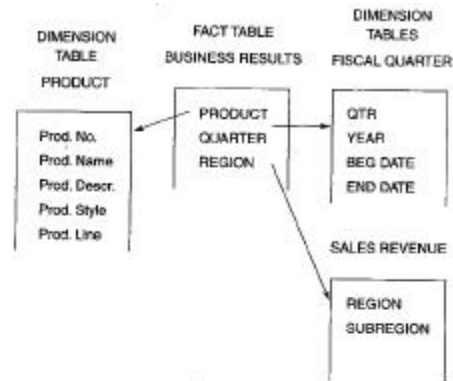 DIMENSION
TABLE
PRODUCT
Prod. No.
Prod. Name
Prod. Descr.
Prod. Style
Prod. Line
FACT TABLE
BUSINESS RESULTS
PRODUCT
QUARTER
REGION
DIMENSION
TABLES
FISCAL QUARTER
QTR
YEAR
BEG DATE
END DATE
SALES REVENUE
REGION
SUBREGION